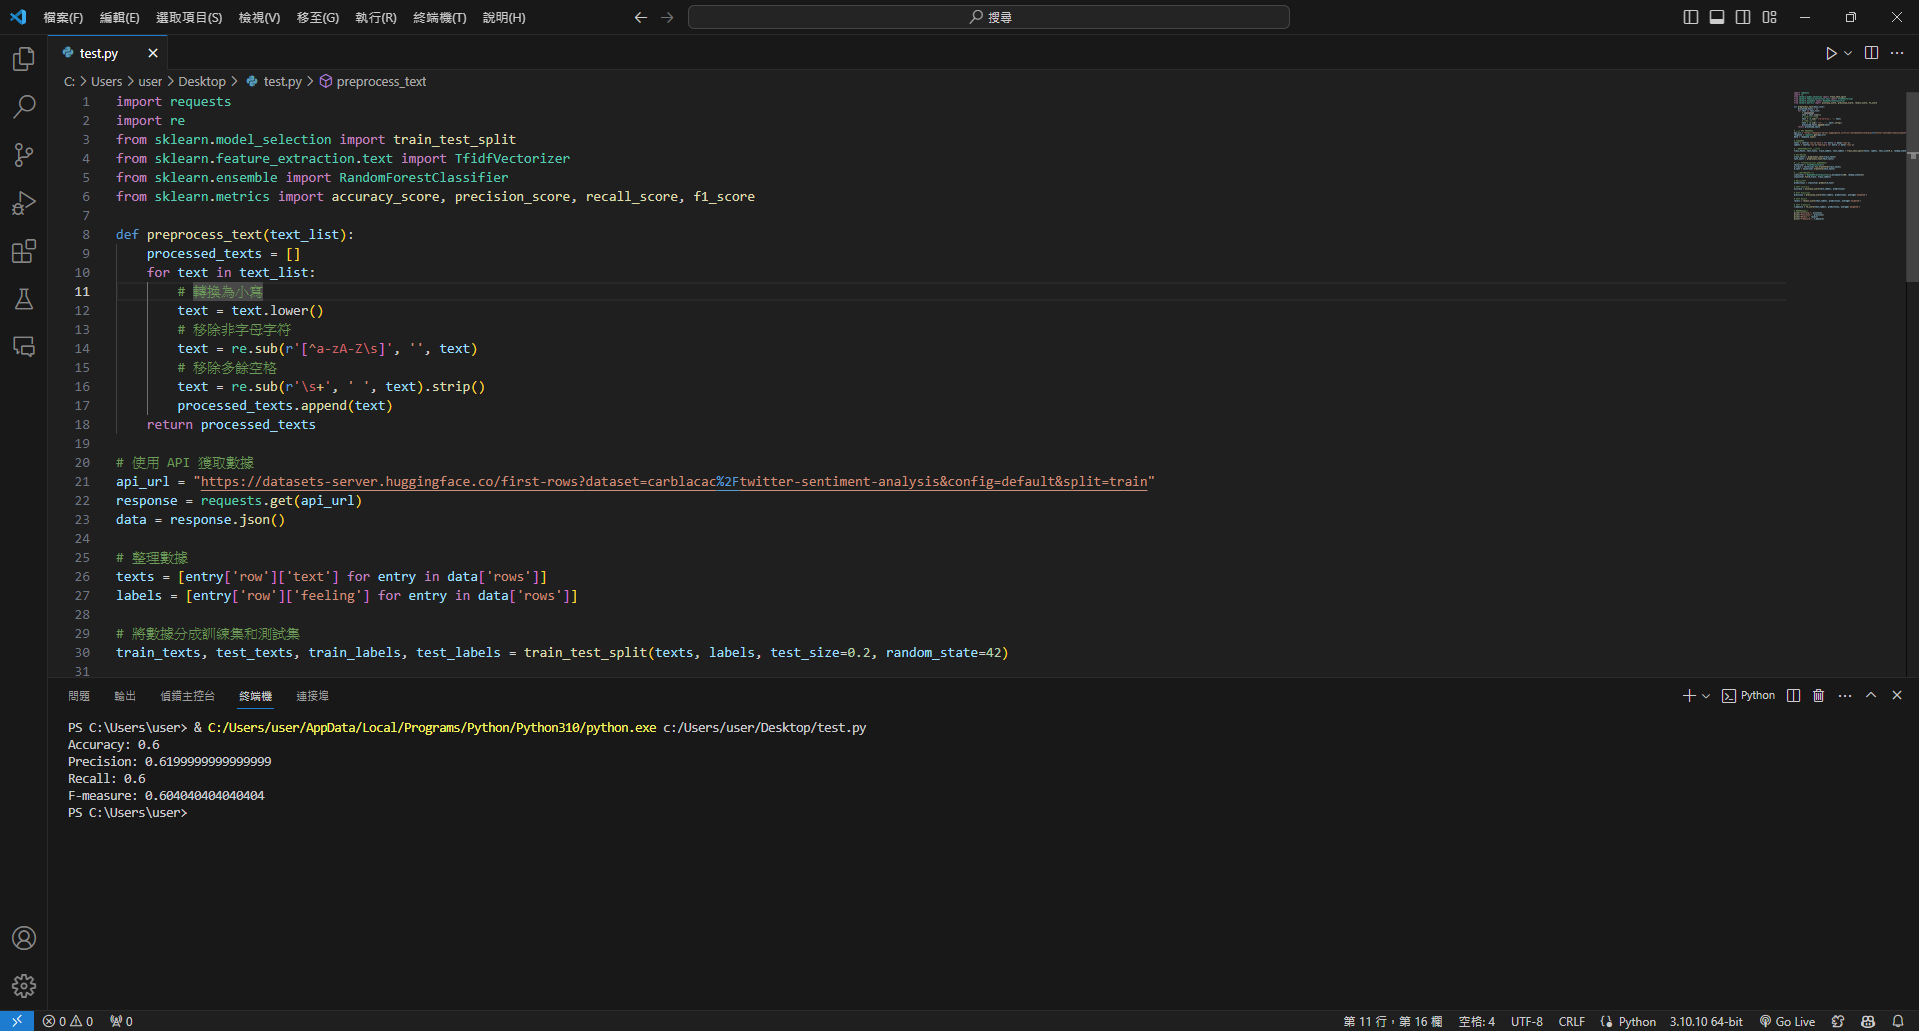 檔案(F) 編輯(E) 選取項目(S) 檢視(V) 移至(G) 執行(R) 終端機(T) 說明(H) 搜尋
test.py
C: > Users > user > Desktop > test.py > preprocess_text
1 import requests
2 import re
3 from sklearn.model_selection import train_test_split
4 from sklearn.feature_extraction.text import TfidfVectorizer
5 from sklearn.ensemble import RandomForestClassifier
6 from sklearn.metrics import accuracy_score, precision_score, recall_score, f1_score
7
8 def preprocess_text(text_list):
9     processed_texts = []
10     for text in text_list:
11         # 轉換為小寫
12         text = text.lower()
13         # 移除非字母字符
14         text = re.sub(r'[^a-zA-Z\s]', '', text)
15         # 移除多餘空格
16         text = re.sub(r'\s+', ' ', text).strip()
17         processed_texts.append(text)
18     return processed_texts
19
20 # 使用 API 獲取數據
21 api_url = "https://datasets-server.huggingface.co/first-rows?dataset=carblacac%2Ftwitter-sentiment-analysis&config=default&split=train"
22 response = requests.get(api_url)
23 data = response.json()
24
25 # 整理數據
26 texts = [entry['row']['text'] for entry in data['rows']]
27 labels = [entry['row']['feeling'] for entry in data['rows']]
28
29 # 將數據分成訓練集和測試集
30 train_texts, test_texts, train_labels, test_labels = train_test_split(texts, labels, test_size=0.2, random_state=42)
31
問題 輸出 偵錯主控台 終端機 連接埠 Python
PS C:\Users\user> & C:/Users/user/AppData/Local/Programs/Python/Python310/python.exe c:/Users/user/Desktop/test.py
Accuracy: 0.6
Precision: 0.6199999999999999
Recall: 0.6
F-measure: 0.604040404040404
PS C:\Users\user>
0 0 0 第 11 行，第 16 欄 空格: 4 UTF-8 CRLF Python 3.10.10 64-bit Go Live